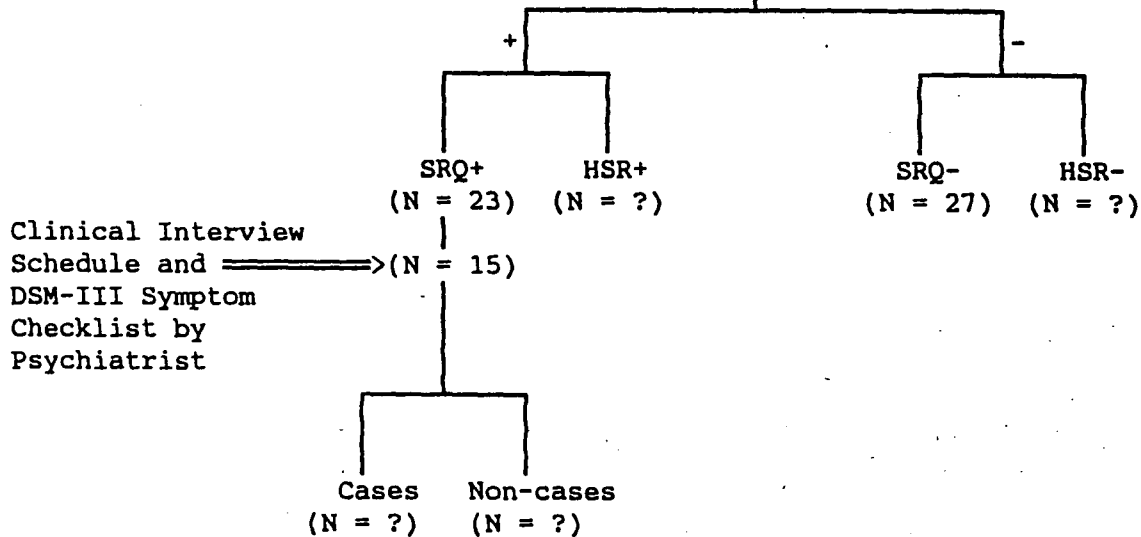 + -
SRQ+ HSR+ SRQ- HSR-
(N = 23) (N = ?) (N = 27) (N = ?)
Clinical Interview
Schedule and ═════════>(N = 15)
DSM-III Symptom
Checklist by
Psychiatrist
Cases Non-cases
(N = ?) (N = ?)